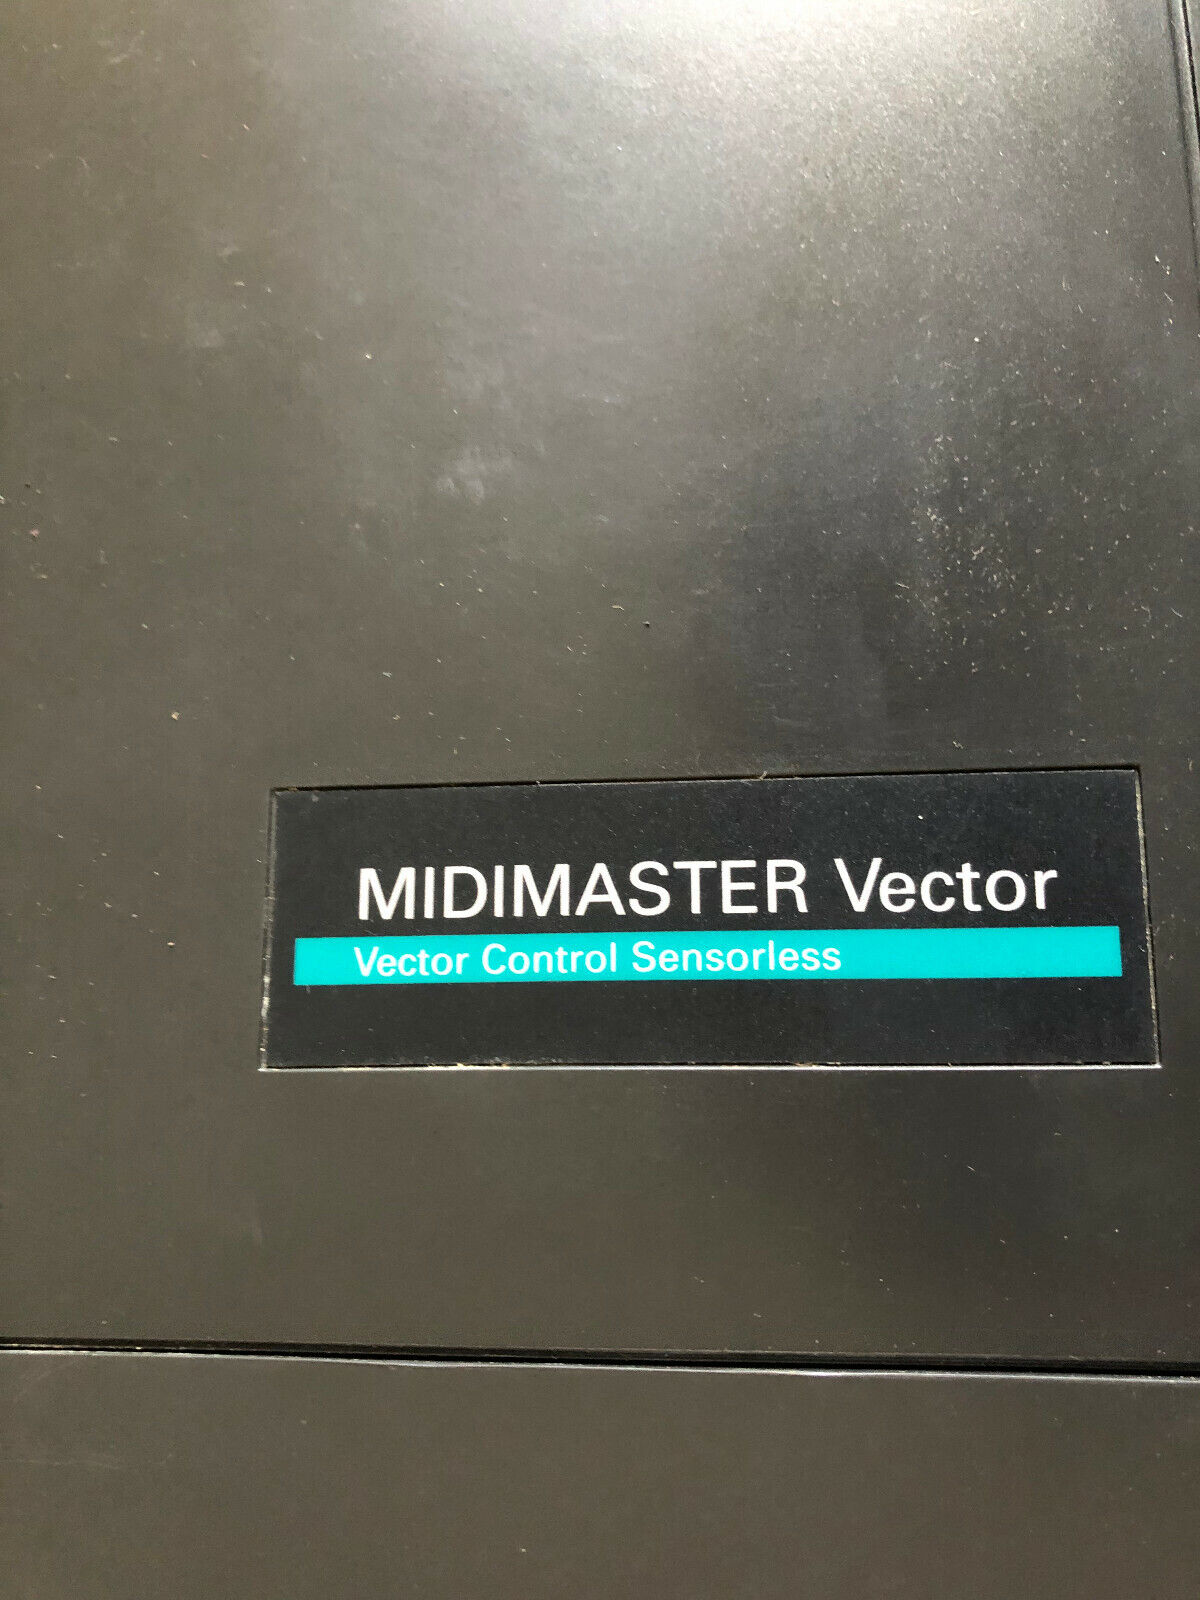 MIDIMASTER Vector
Vector Control Sensorless